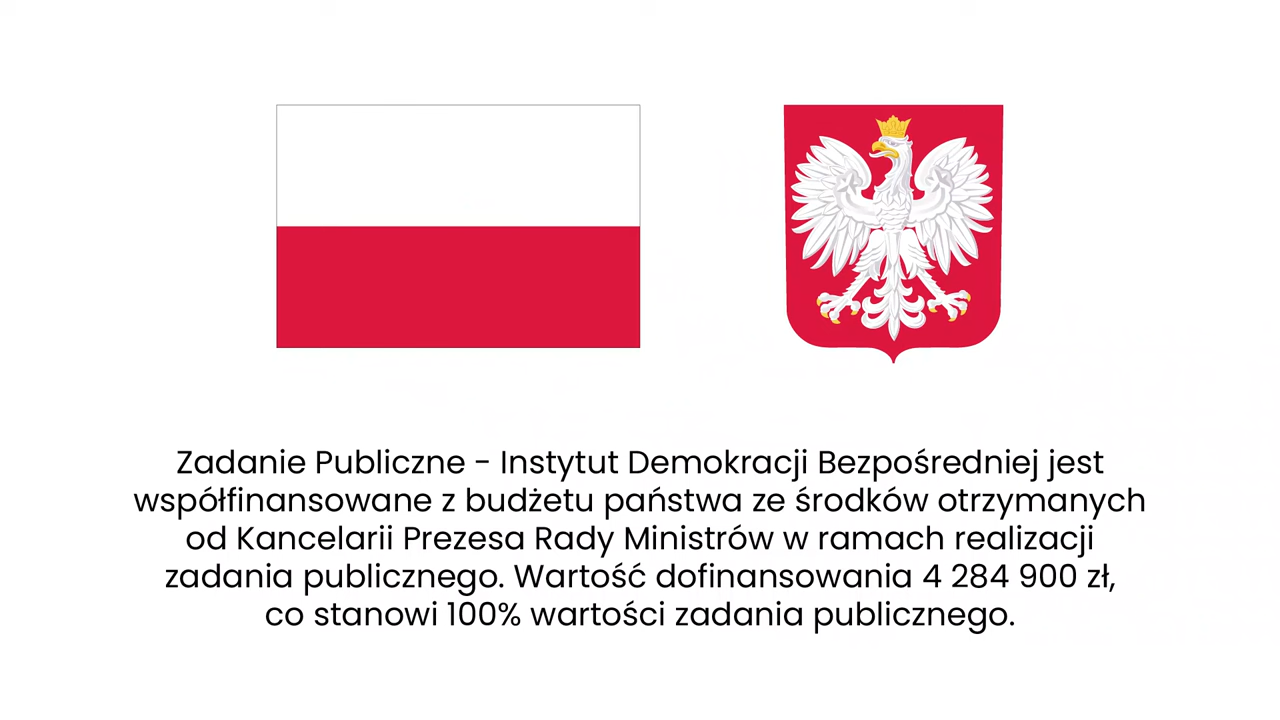 Zadanie Publiczne - Instytut Demokracji Bezpośredniej jest
współfinansowane z budżetu państwa ze środków otrzymanych
od Kancelarii Prezesa Rady Ministrów w ramach realizacji
zadania publicznego. Wartość dofinansowania 4 284 900 zł,
co stanowi 100% wartości zadania publicznego.